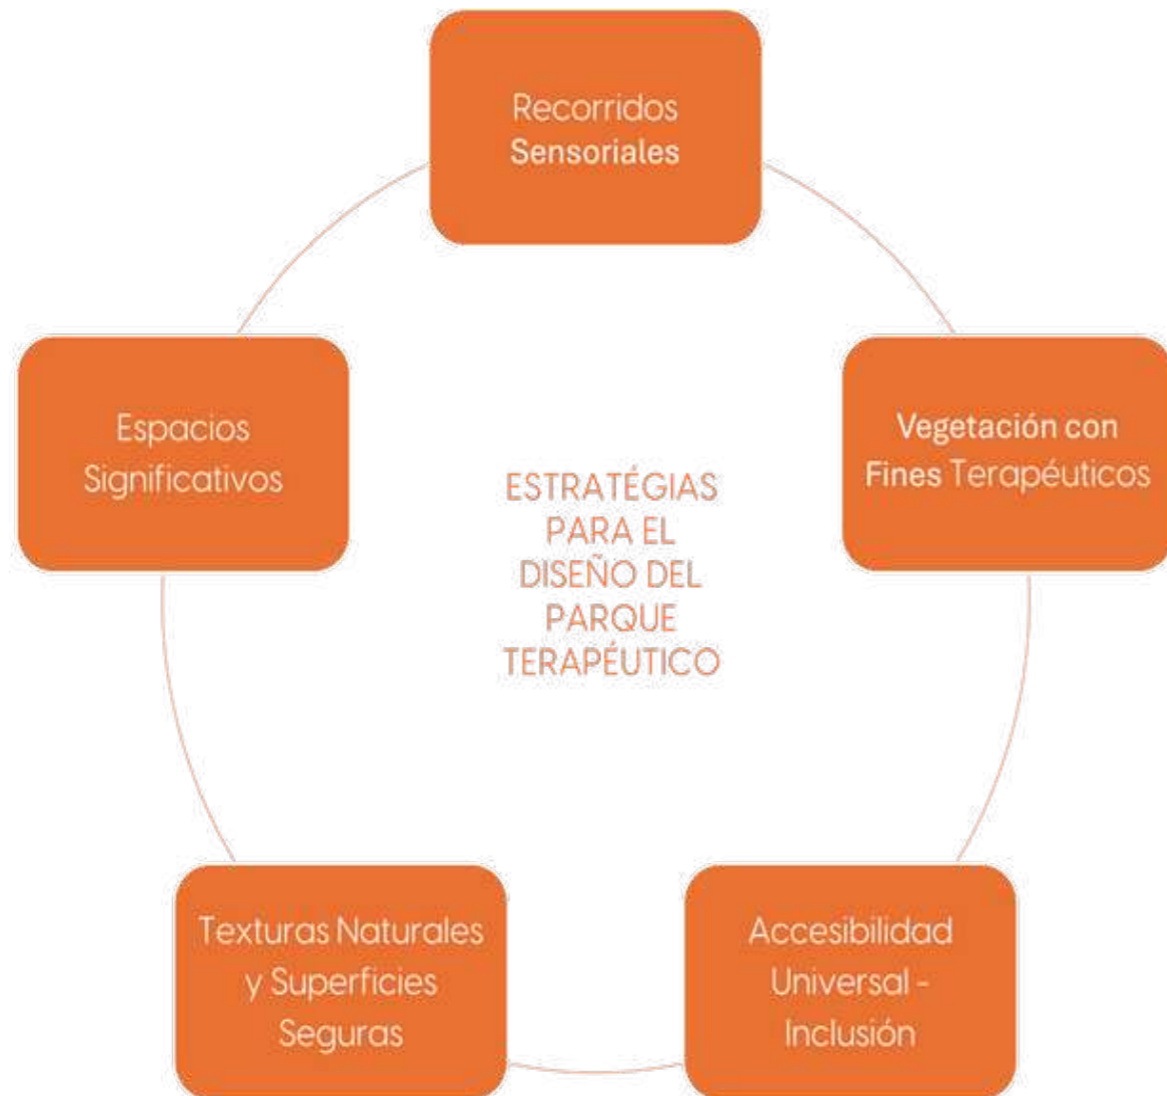 Recorridos
Sensoriales
Espacios
Significativos
Vegetación con
Fines Terapéuticos
ESTRATÉGIAS
PARA EL
DISEÑO DEL
PARQUE
TERAPÉUTICO
Texturas Naturales
y Superficies
Seguras
Accesibilidad
Universal -
Inclusión